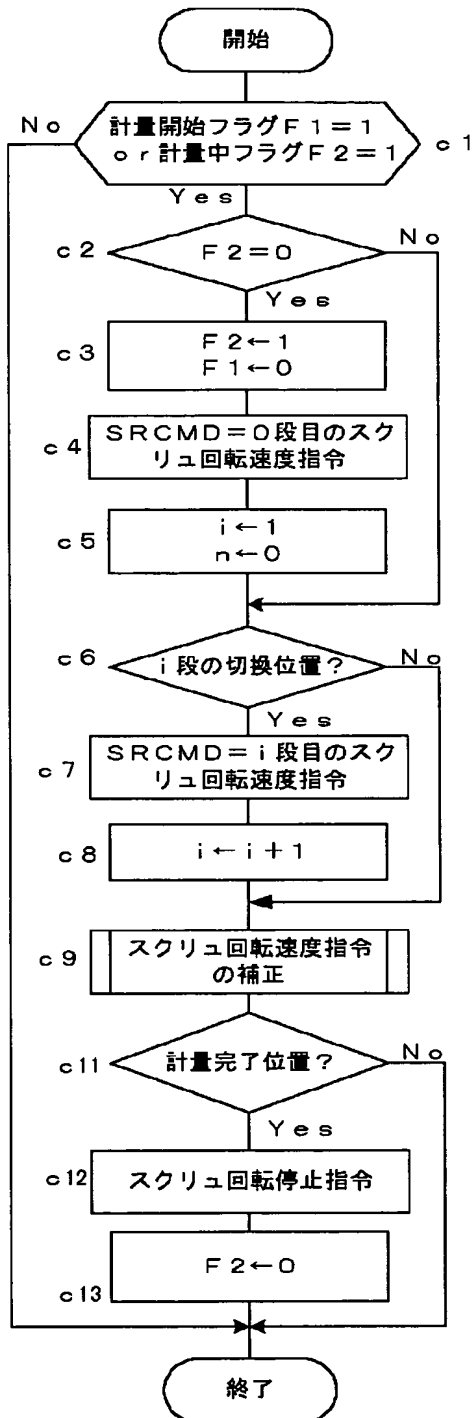 開始
No
計量開始フラグF1=1
or計量中フラグF2=1
c1
Yes
c2
F2=0
No
Yes
c3
F2←1
F1←0
c4
SRCMD=0段目のスク
リュ回転速度指令
c5
i←1
n←0
c6
i段の切換位置?
No
Yes
c7
SRCMD=i段目のスク
リュ回転速度指令
c8
i←i+1
c9
スクリュ回転速度指令
の補正
c11
計量完了位置?
No
Yes
c12
スクリュ回転停止指令
F2←0
c13
終了